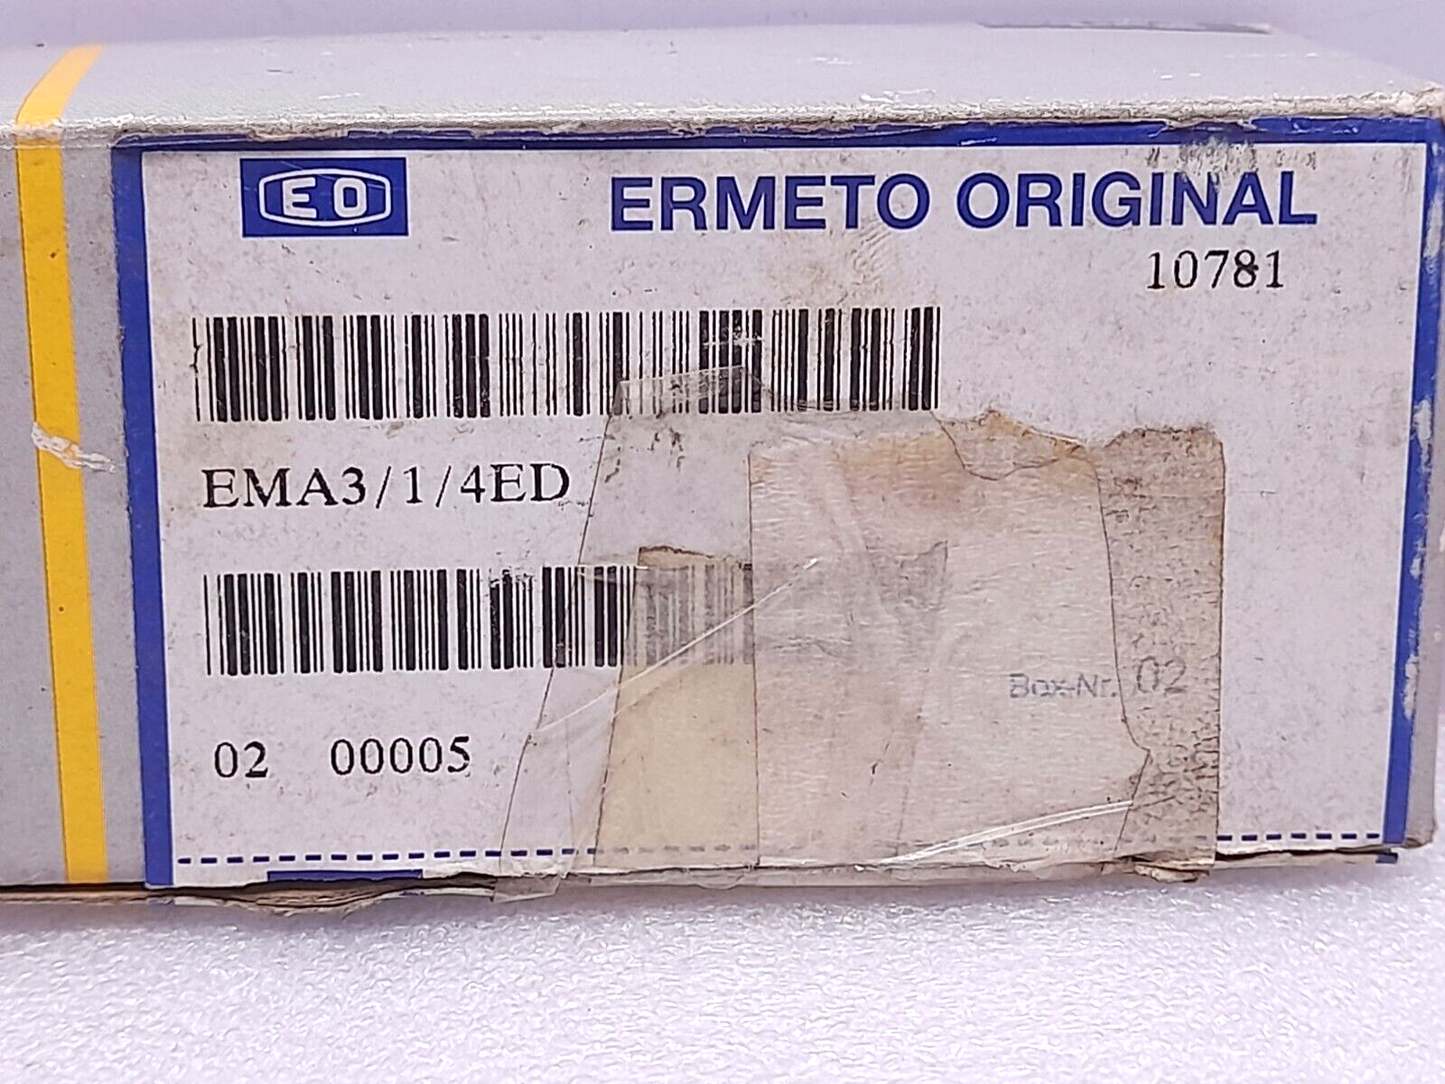 EO
ERMETO ORIGINAL
10781
EMA3/1/4ED
Box-Nr. 02
02 00005